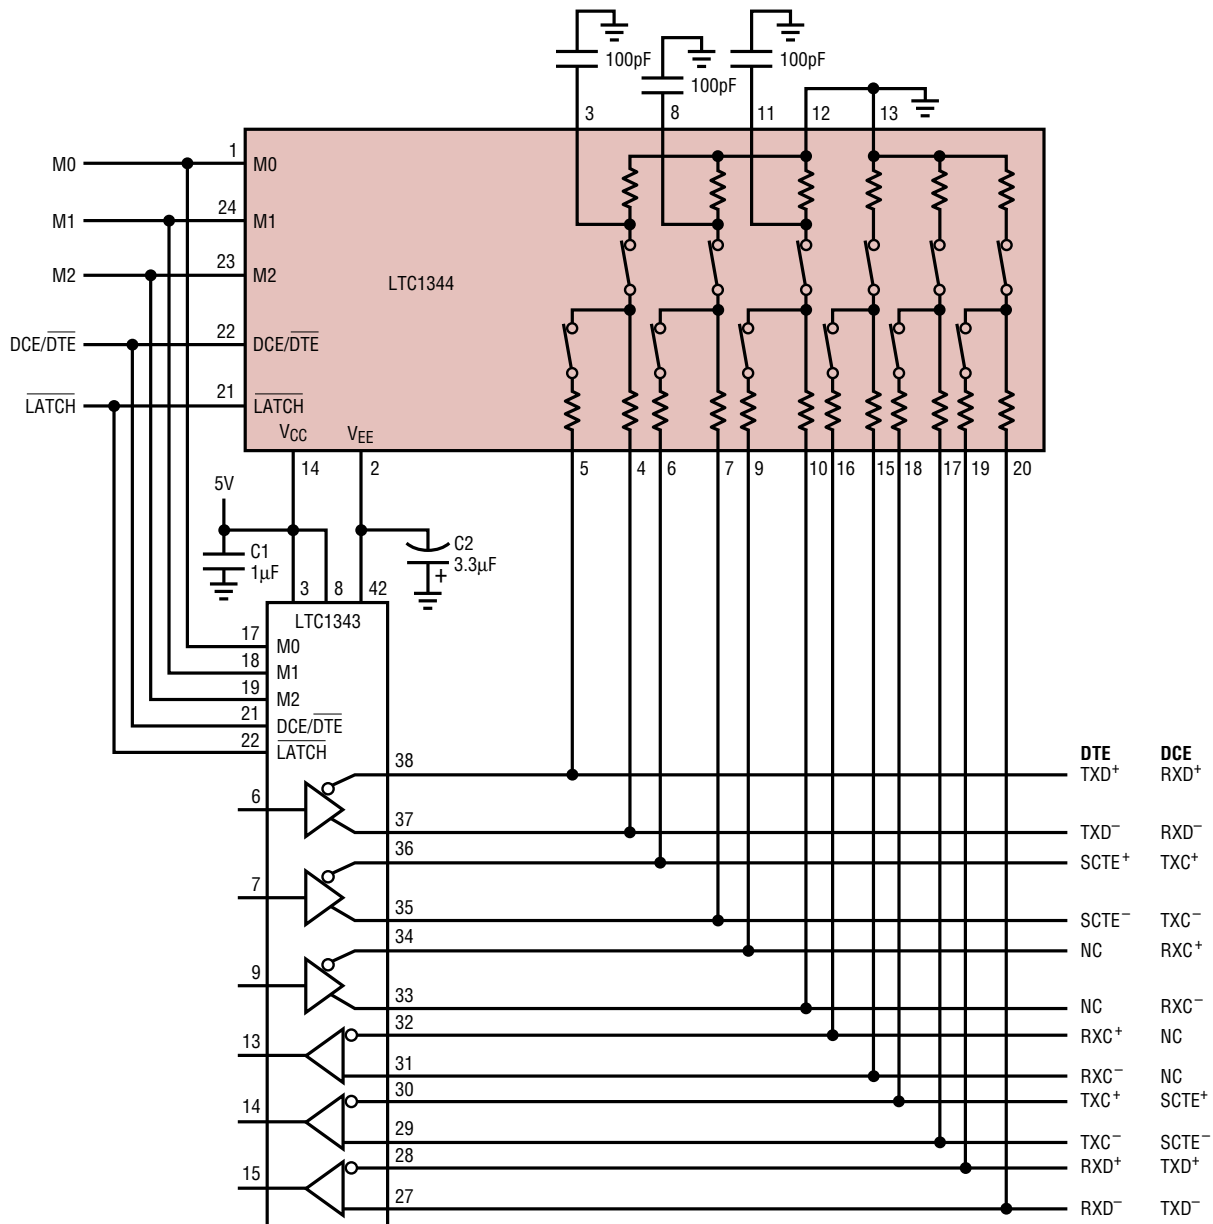 100pF
100pF
100pF
3 8 11 12 13
M0 1 M0
M1 24 M1
M2 23 M2
LTC1344
DCE/DTE 22 DCE/DTE
LATCH 21 LATCH
VCC VEE
14 2 5 4 6 7 9 10 16 15 18 17 19 20
5V
C1
1µF
C2
3.3µF
+
3 8 42
LTC1343
17 M0
18 M1
19 M2
21 DCE/DTE
22 LATCH
DTE DCE
38 TXD+ RXD+
6
37 TXD− RXD−
36 SCTE+ TXC+
7
35 SCTE− TXC−
34 NC RXC+
9
33 NC RXC−
32 RXC+ NC
13
31 RXC− NC
30 TXC+ SCTE+
14
29 TXC− SCTE−
28 RXD+ TXD+
15
27 RXD− TXD−